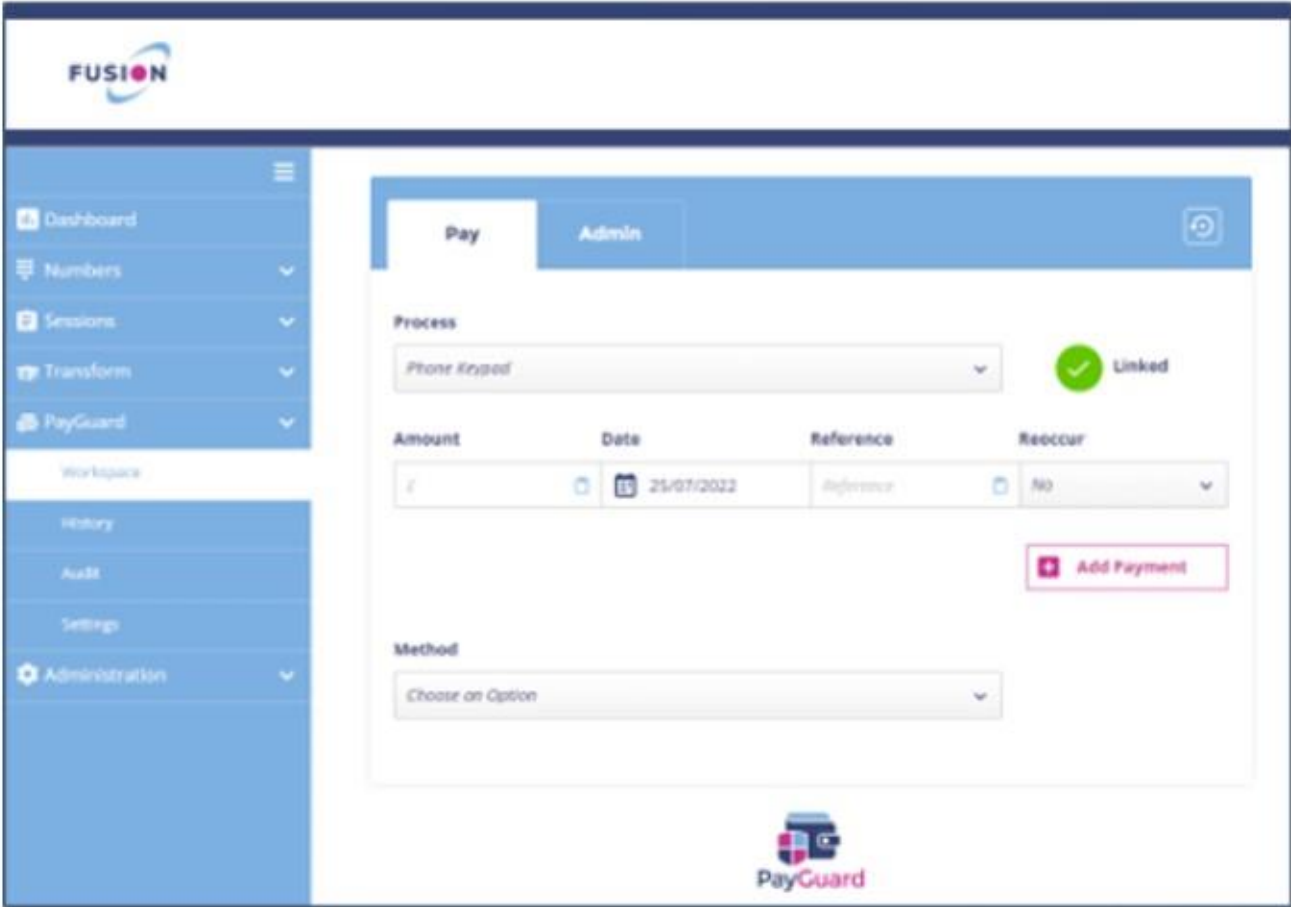 FUSION
Dashboard
Numbers
Sessions
Transform
PayGuard
Workspace
History
Audit
Settings
Administration
Pay Admin
Process
Phone Keypad Linked
Amount Date Reference Reoccur
£ 25/07/2022 Reference No
Add Payment
Method
Choose an Option
PayGuard